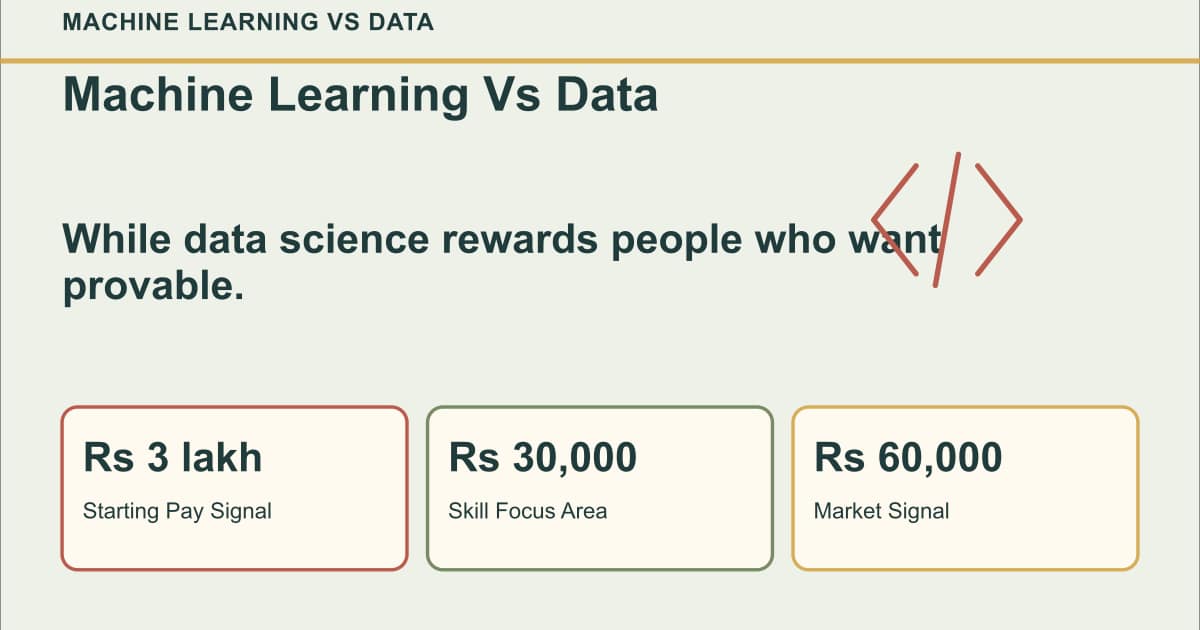 MACHINE LEARNING VS DATA
Machine Learning Vs Data
While data science rewards people who want
provable.
Rs 3 lakh
Starting Pay Signal
Rs 30,000
Skill Focus Area
Rs 60,000
Market Signal